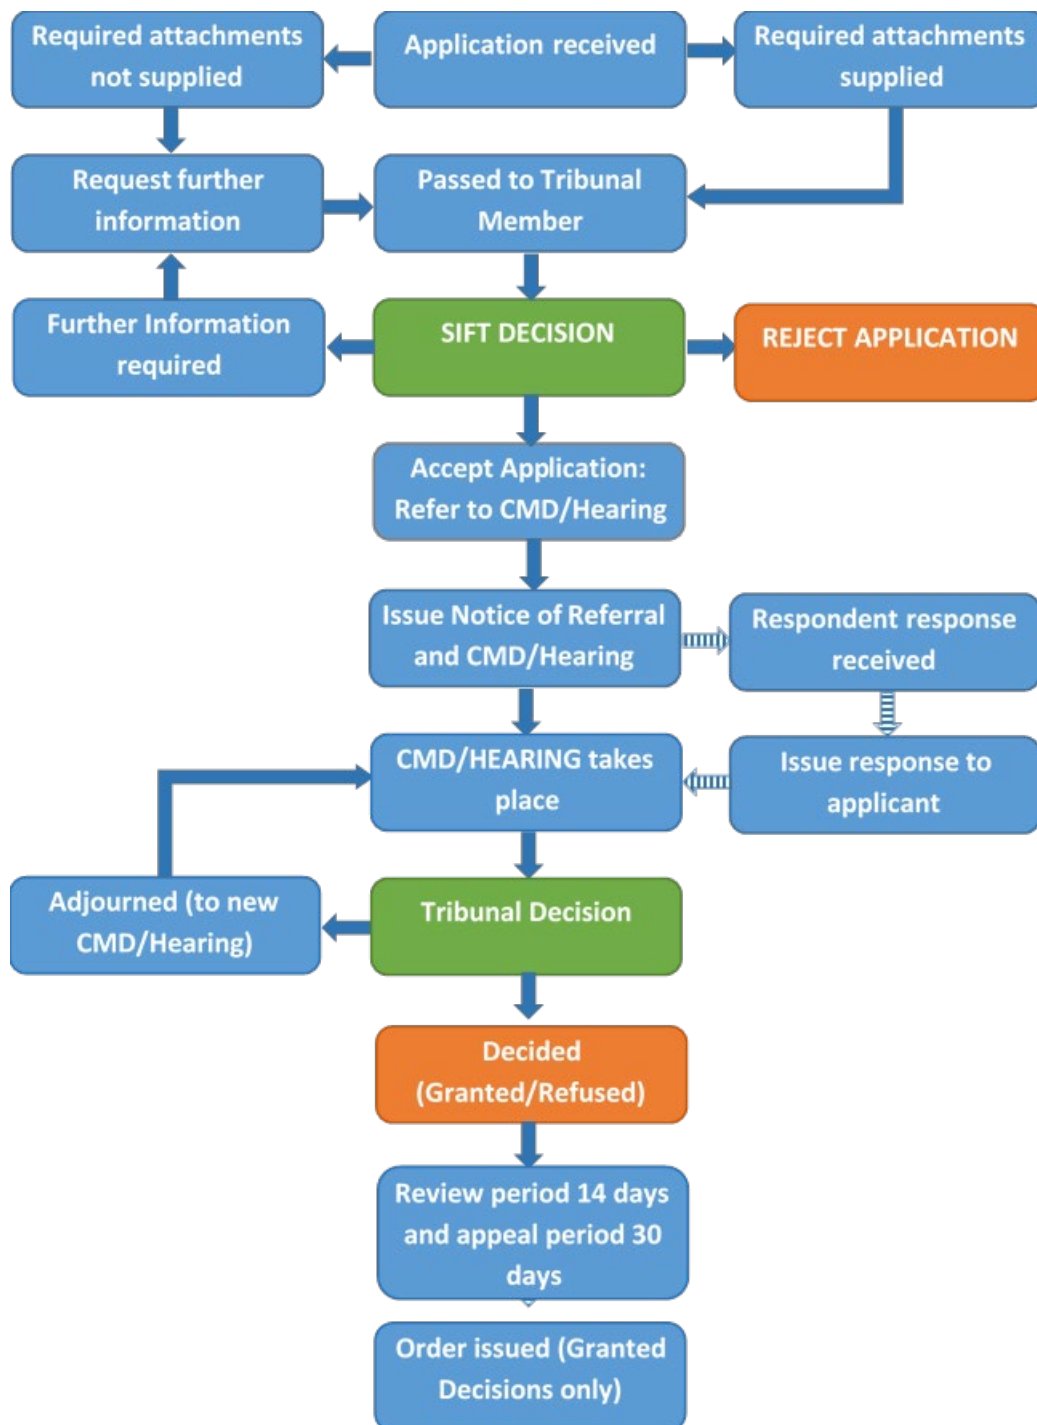 Required attachments
not supplied
Application received
Required attachments
supplied
Request further
information
Passed to Tribunal
Member
Further Information
required
SIFT DECISION
REJECT APPLICATION
Accept Application:
Refer to CMD/Hearing
Issue Notice of Referral
and CMD/Hearing
Respondent response
received
CMD/HEARING takes
place
Issue response to
applicant
Adjourned (to new
CMD/Hearing)
Tribunal Decision
Decided
(Granted/Refused)
Review period 14 days
and appeal period 30
days
Order issued (Granted
Decisions only)